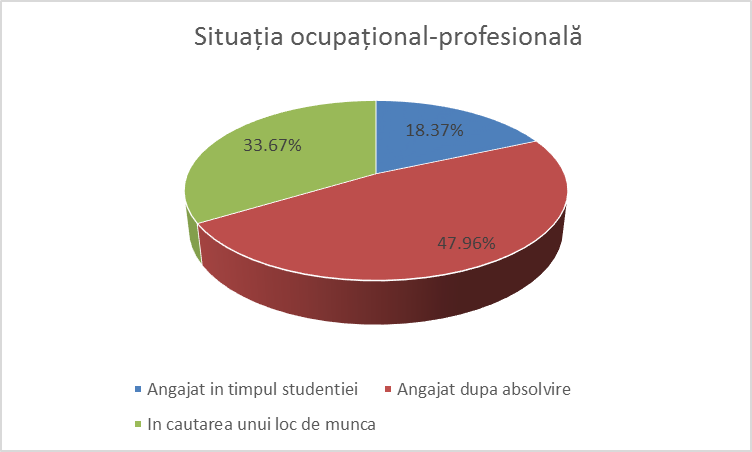 Situația ocupațional-profesională
18.37%
33.67%
47.96%
Angajat in timpul studentiei
Angajat dupa absolvire
In cautarea unui loc de munca